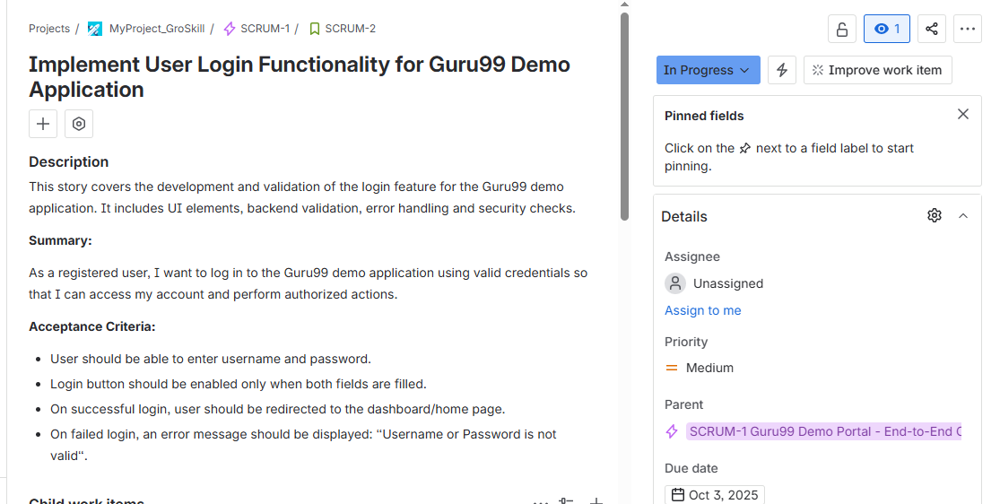 Projects / MyProject_GroSkill / SCRUM-1 / SCRUM-2
1
Implement User Login Functionality for Guru99 Demo
Application
In Progress
Improve work item
Description
This story covers the development and validation of the login feature for the Guru99 demo
application. It includes UI elements, backend validation, error handling and security checks.
Summary:
As a registered user, I want to log in to the Guru99 demo application using valid credentials so
that I can access my account and perform authorized actions.
Acceptance Criteria:
• User should be able to enter username and password.
• Login button should be enabled only when both fields are filled.
• On successful login, user should be redirected to the dashboard/home page.
• On failed login, an error message should be displayed: “Username or Password is not
valid“.
Child work items
Pinned fields
Click on the next to a field label to start
pinning.
Details
Assignee
Unassigned
Assign to me
Priority
Medium
Parent
SCRUM-1 Guru99 Demo Portal - End-to-End
Due date
Oct 3, 2025